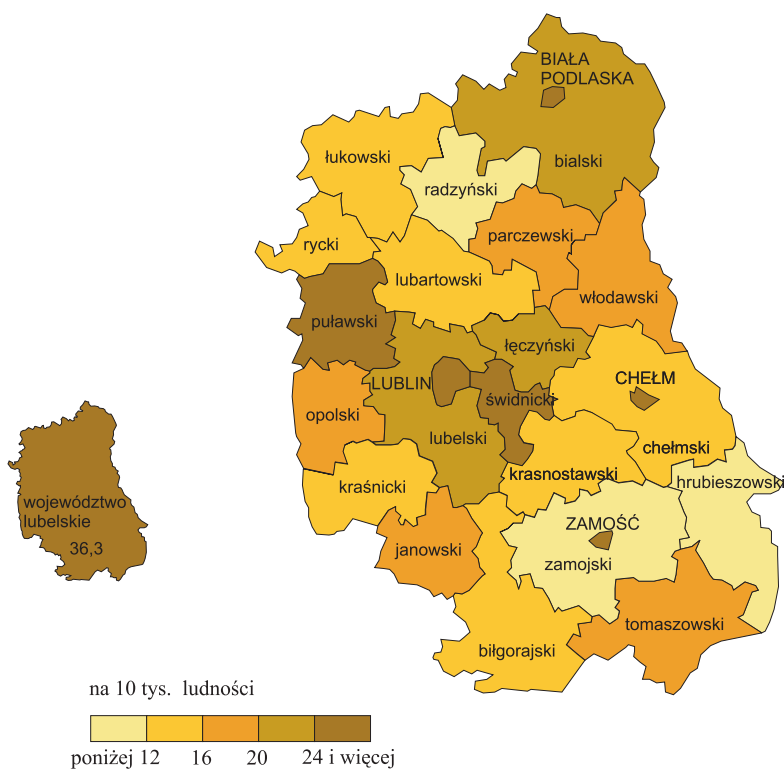 BIAŁA
PODLASKA
łukowski
bialski
radzyński
parczewski
rycki
lubartowski
włodawski
puławski
łęczyński
CHEŁM
LUBLIN
świdnicki
opolski
lubelski
chełmski
krasnostawski
hrubieszowski
kraśnicki
województwo
lubelskie
36,3
ZAMOŚĆ
janowski
zamojski
tomaszowski
biłgorajski
na 10 tys. ludności
poniżej 12 16 20 24 i więcej